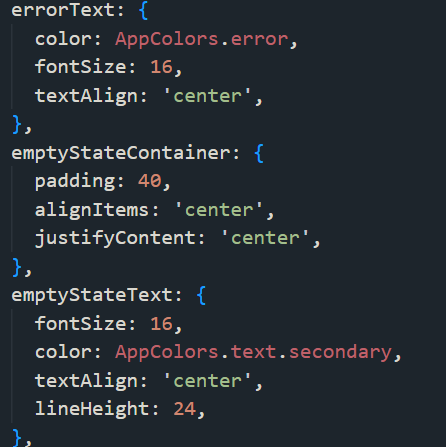 errorText: {
  color: AppColors.error,
  fontSize: 16,
  textAlign: 'center',
},
emptyStateContainer: {
  padding: 40,
  alignItems: 'center',
  justifyContent: 'center',
},
emptyStateText: {
  fontSize: 16,
  color: AppColors.text.secondary,
  textAlign: 'center',
  lineHeight: 24,
},